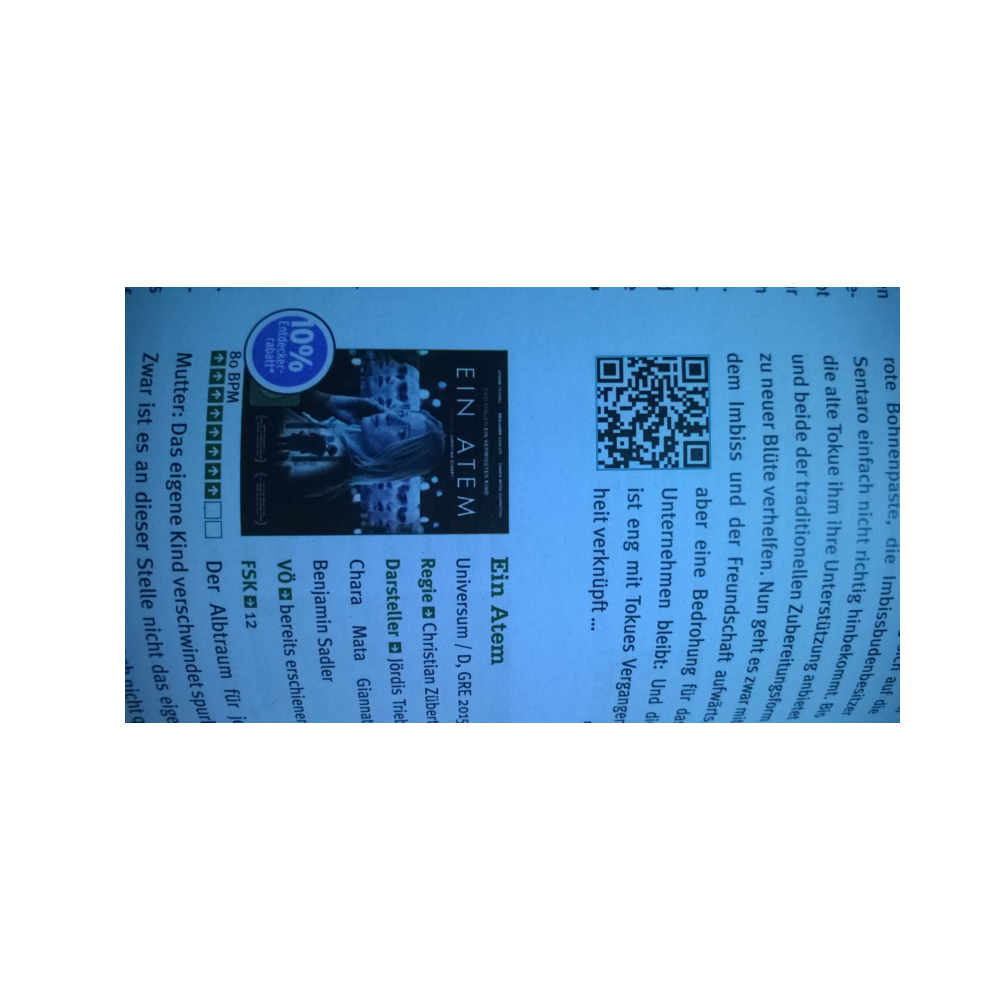 rote Bohnenpaste, die Imbissbudenbesitzer
Sentaro einfach nicht richtig hinbekommt. Bis
die alte Tokue ihm ihre Unterstützung anbietet
und beide der traditionellen Zubereitungsform
zu neuer Blüte verhelfen. Nun geht es zwar mit
dem Imbiss und der Freundschaft aufwärts,
aber eine Bedrohung für da
Unternehmen bleibt: Und di
ist eng mit Tokues Vergangen
heit verknüpft ...
EIN ATEM
10%
Entdecker-
rabatt*
Ein Atem
Universum / D, GRE 2015
Regie Christian Zübert
Darsteller Jördis Trieb
Chara Mata Giannat
Benjamin Sadler
VÖ bereits erschienen
FSK 12
80 BPM
Der Albtraum für je
Mutter: Das eigene Kind verschwindet spurl
Zwar ist es an dieser Stelle nicht das eige